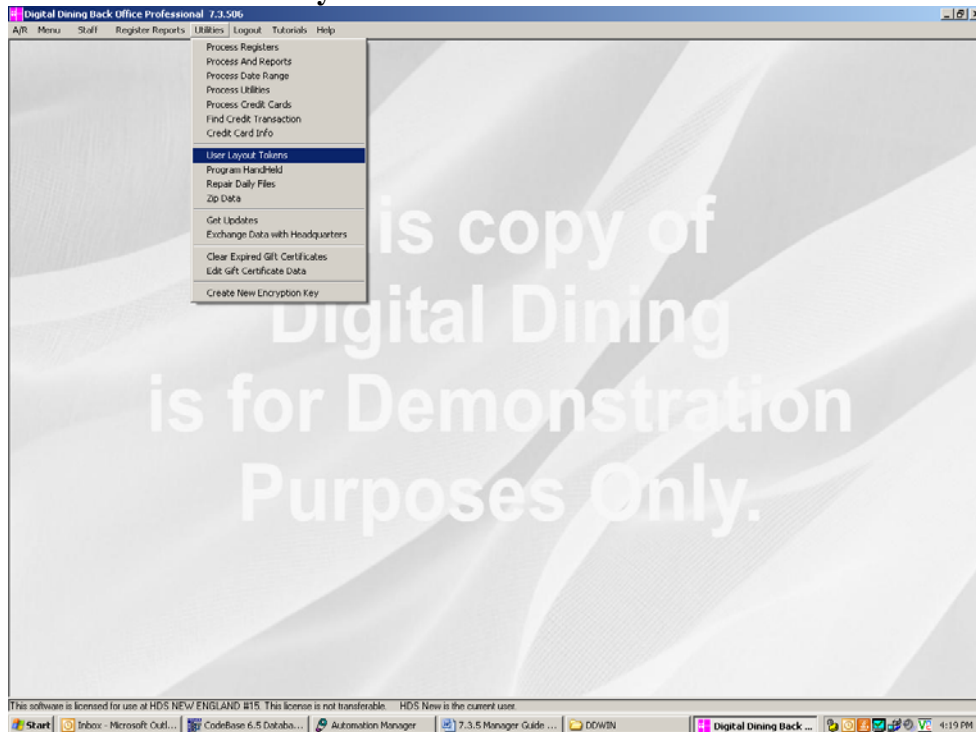 Digital Dining Back Office Professional 7.3.506
A/R Menu Staff Register Reports Utilities Logout Tutorials Help
Process Registers
Process And Reports
Process Date Range
Process Utilities
Process Credit Cards
Find Credit Transaction
Credit Card Info
User Layout Tokens
Program HandHeld
Repair Daily Files
Zip Data
Get Updates
Exchange Data with Headquarters
Clear Expired Gift Certificates
Edit Gift Certificate Data
Create New Encryption Key
is copy of
Digital Dining
is for Demonstration
Purposes Only.
This software is licensed for use at HDS NEW ENGLAND #15. This license is not transferable. HDS New is the current user.
Start Inbox - Microsoft Outl... CodeBase 6.5 Databa... Automation Manager 7.3.5 Manager Guide ... DDWIN Digital Dining Back ... 4:19 PM